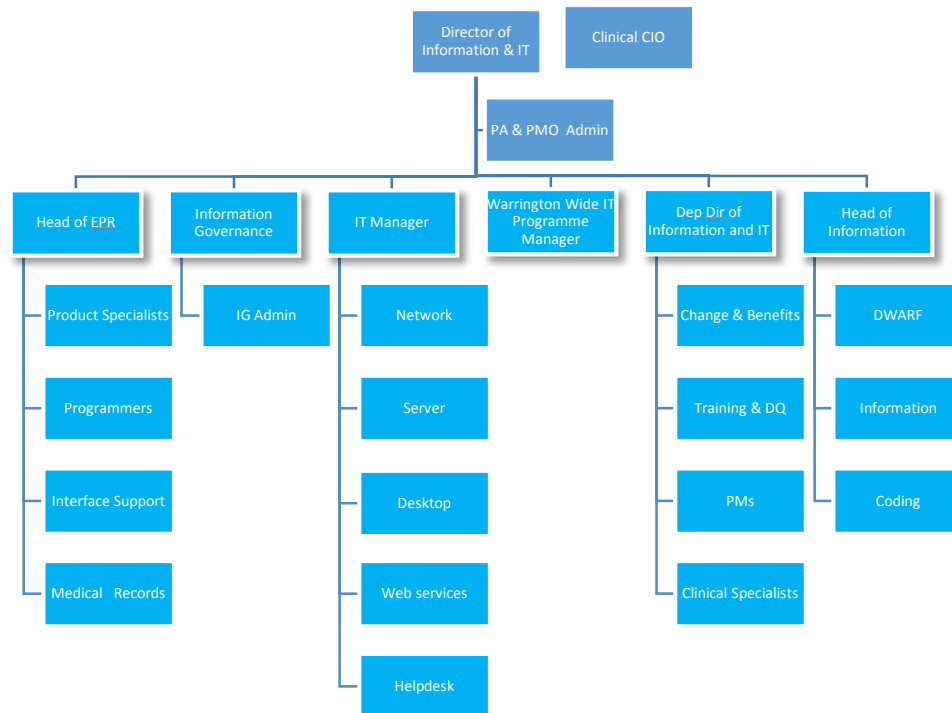 Director of
Information & IT
Clinical CIO
PA & PMO Admin
Head of EPR
Information
Governance
IT Manager
Warrington Wide IT
Programme
Manager
Dep Dir of
Information and IT
Head of
Information
Product Specialists
IG Admin
Network
Change & Benefits
DWARF
Programmers
Server
Training & DQ
Information
Interface Support
Desktop
PMs
Coding
Medical Records
Web services
Clinical Specialists
Helpdesk